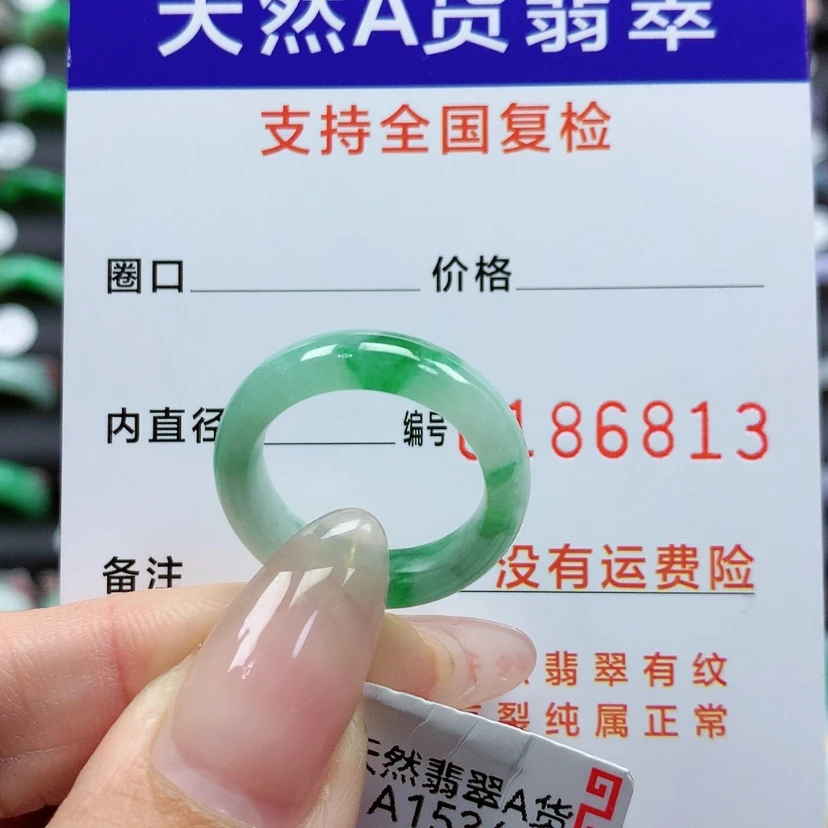 天然A货翡翠
支持全国复检
圈口 价格
内直径 编号 186813
备注 没有运费险
然翡翠有纹
裂纯属正常
天然翡翠A货
A153